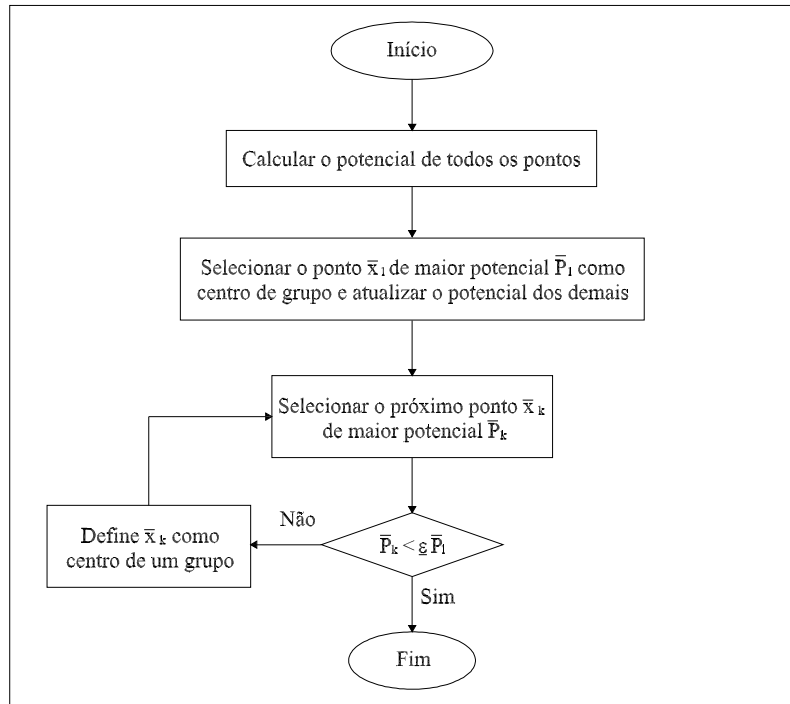 Início
Calcular o potencial de todos os pontos
Selecionar o ponto x̅₁ de maior potencial P̅₁ como
centro de grupo e atualizar o potencial dos demais
Selecionar o próximo ponto x̅ₖ
de maior potencial P̅ₖ
Não
Define x̅ₖ como
centro de um grupo
P̅ₖ < ε̲ P̅₁
Sim
Fim